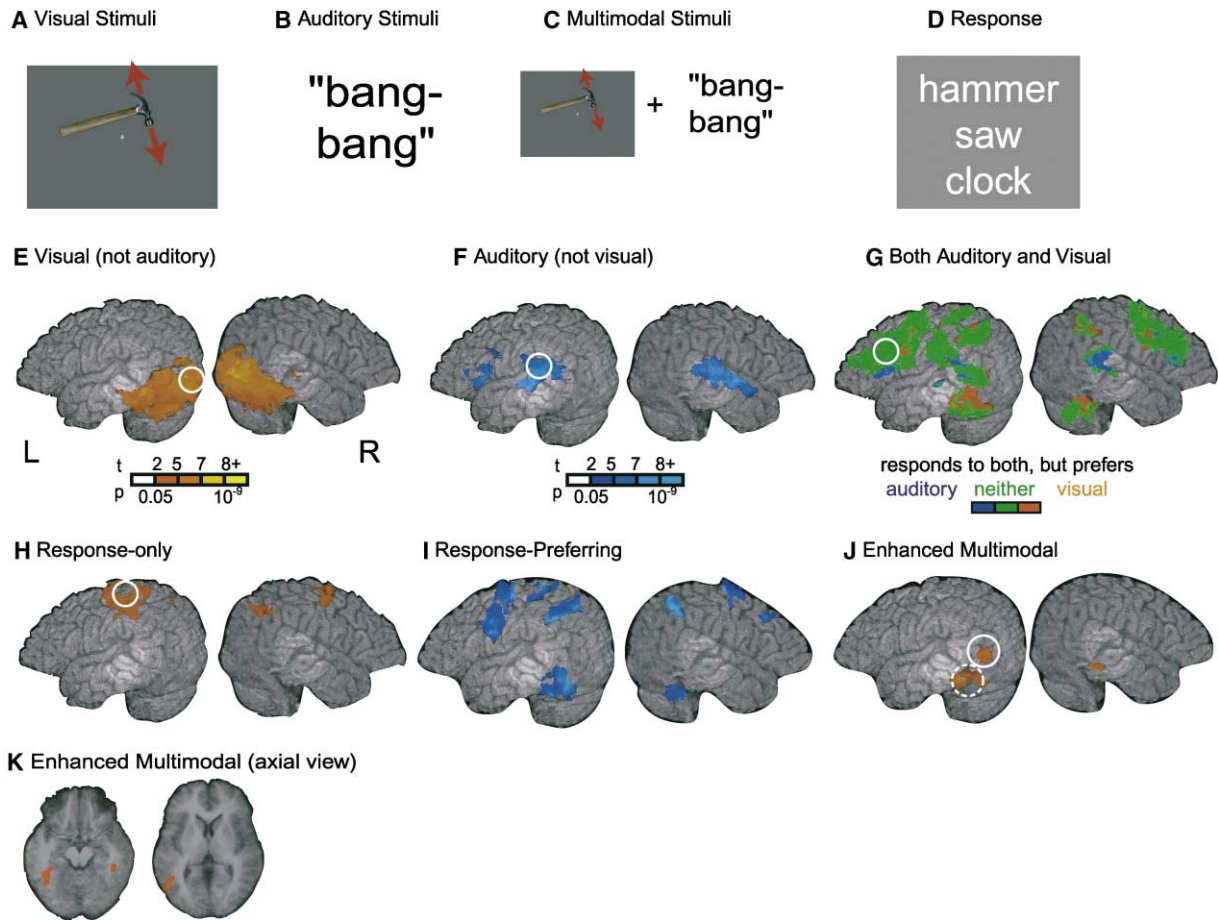 A Visual Stimuli
B Auditory Stimuli
C Multimodal Stimuli
D Response
"bang-
bang"
+
"bang-
bang"
hammer
saw
clock
E Visual (not auditory)
F Auditory (not visual)
G Both Auditory and Visual
L
R
t 2 5 7 8+
p 0.05 10⁻⁹
t 2 5 7 8+
p 0.05 10⁻⁹
responds to both, but prefers
auditory neither visual
H Response-only
I Response-Preferring
J Enhanced Multimodal
K Enhanced Multimodal (axial view)